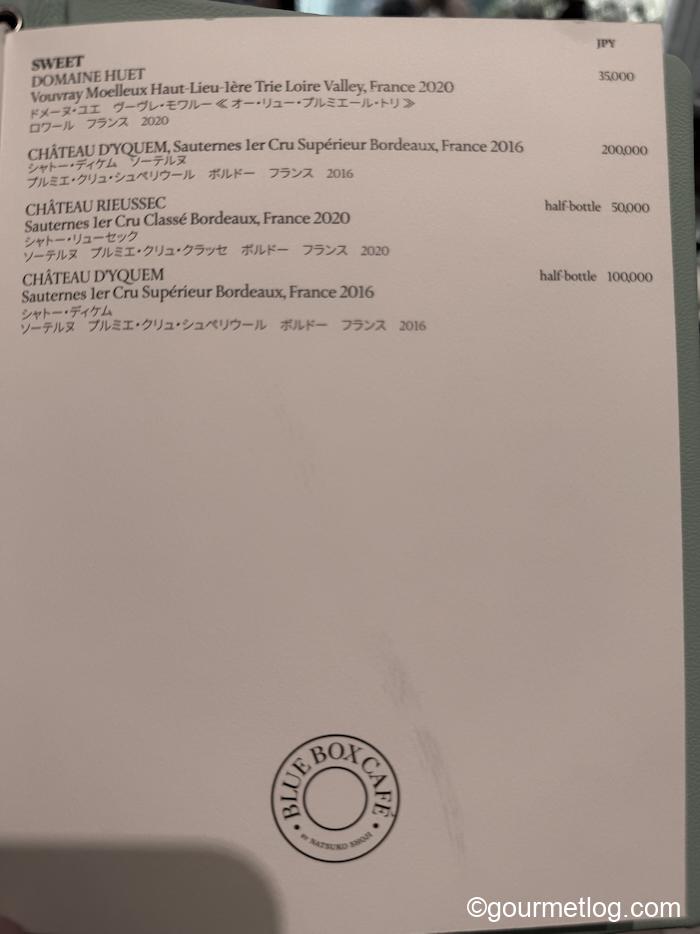 JPY
SWEET
DOMAINE HUET
Vouvray Moelleux Haut-Lieu-1ère Trie Loire Valley, France 2020 35,000
ドメーヌ・ユエ ヴーヴレ・モワルー≪オー・リュー・プルミエール・トリ≫
ロワール フランス 2020
CHÂTEAU D'YQUEM, Sauternes 1er Cru Supérieur Bordeaux, France 2016 200,000
シャトー・ディケム ソーテルヌ
プルミエ・クリュ・シュペリウール ボルドー フランス 2016
CHÂTEAU RIEUSSEC half-bottle 50,000
Sauternes 1er Cru Classé Bordeaux, France 2020
シャトー・リューセック
ソーテルヌ プルミエ・クリュ・クラッセ ボルドー フランス 2020
CHÂTEAU D'YQUEM half-bottle 100,000
Sauternes 1er Cru Supérieur Bordeaux, France 2016
シャトー・ディケム
ソーテルヌ プルミエ・クリュ・シュペリウール ボルドー フランス 2016
BLUE BOX CAFÉ
BY NATSUKO SHOJI
©gourmetlog.com